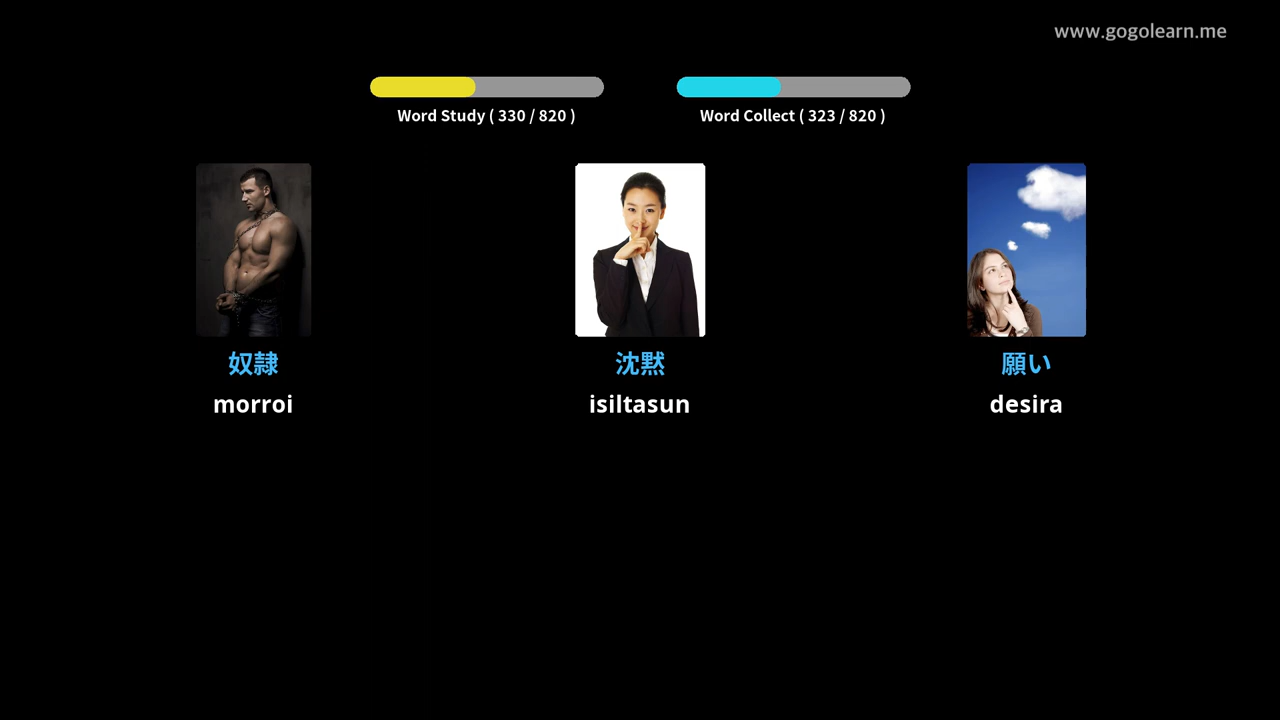 www.gogolearn.me
Word Study ( 330 / 820 )
Word Collect ( 323 / 820 )
奴隷
沈黙
願い
morroi
isiltasun
desira